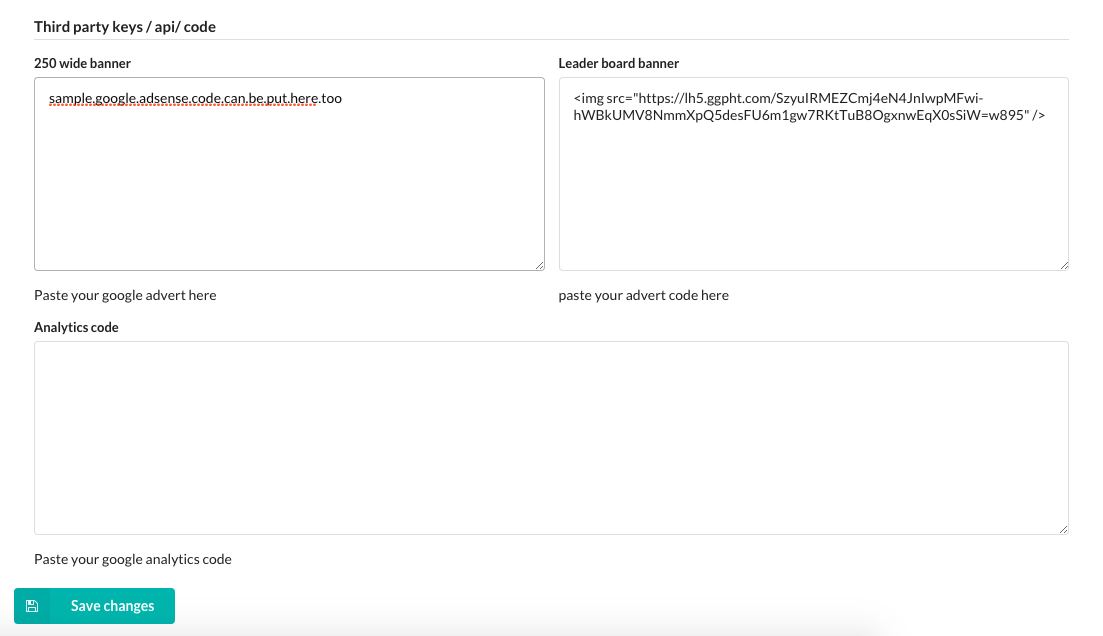 Third party keys / api/ code
250 wide banner
Leader board banner
sample.google.adsense.code.can.be.put.here.too
<img src="https://lh5.ggpht.com/SzyuIRMEZCmj4eN4JnIwpMFwi-
hWBkUMV8NmmXpQ5desFU6m1gw7RKtTuB8OgxnwEqX0sSiW=w895" />
Paste your google advert here
paste your advert code here
Analytics code
Paste your google analytics code
Save changes